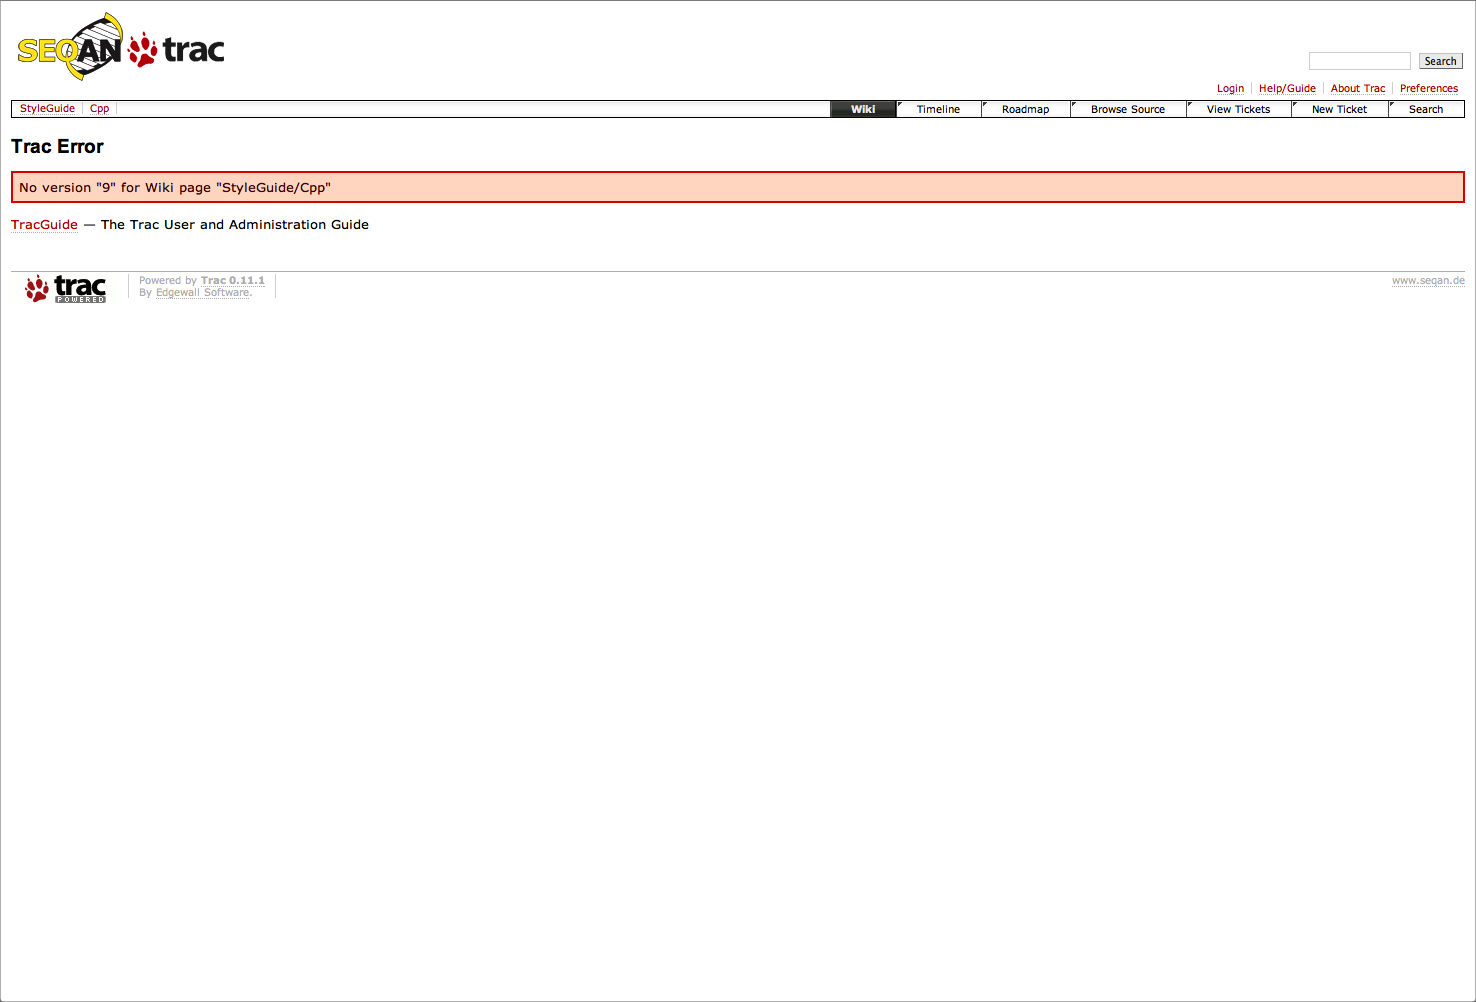 SEQAN trac
Search
Login Help/Guide About Trac Preferences
StyleGuide Cpp Wiki Timeline Roadmap Browse Source View Tickets New Ticket Search
Trac Error
No version "9" for Wiki page "StyleGuide/Cpp"
TracGuide — The Trac User and Administration Guide
trac POWERED
Powered by Trac 0.11.1
By Edgewall Software.
www.seqan.de